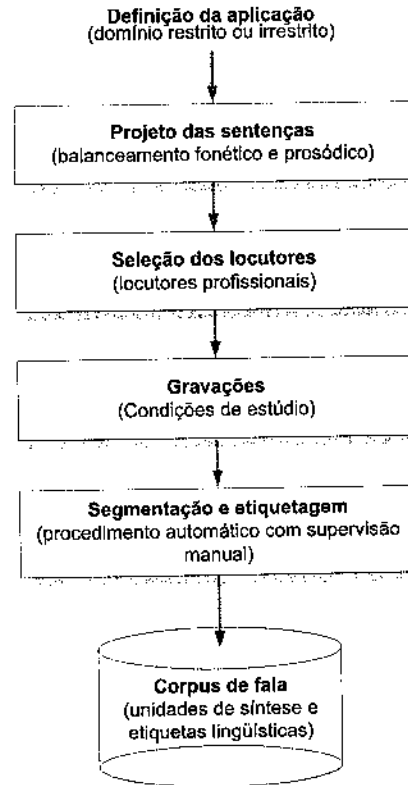 Definição da aplicação
(domínio restrito ou irrestrito)
Projeto das sentenças
(balanceamento fonético e prosódico)
Seleção dos locutores
(locutores profissionais)
Gravações
(Condições de estúdio)
Segmentação e etiquetagem
(procedimento automático com supervisão
manual)
Corpus de fala
(unidades de síntese e
etiquetas lingüísticas)